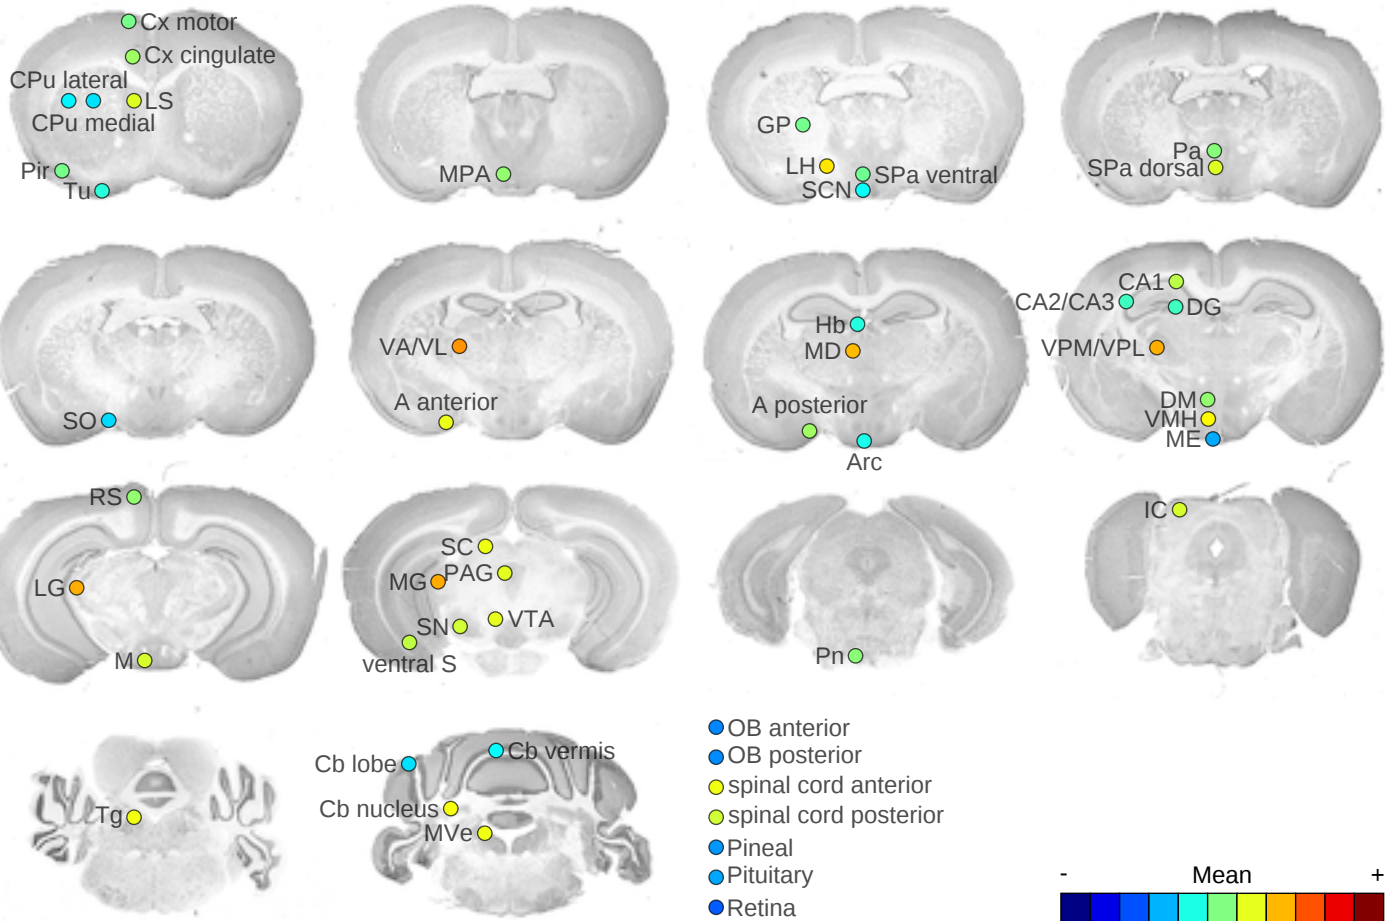 Cx motor
Cx cingulate
CPu lateral
LS
CPu medial
Pir
Tu
MPA
GP
LH
SPa ventral
SCN
Pa
SPa dorsal
SO
VA/VL
A anterior
Hb
MD
A posterior
Arc
CA1
CA2/CA3
DG
VPM/VPL
DM
VMH
ME
RS
LG
M
SC
PAG
MG
VTA
SN
ventral S
Pn
IC
Tg
Cb lobe
Cb vermis
Cb nucleus
MVe
OB anterior
OB posterior
spinal cord anterior
spinal cord posterior
Pineal
Pituitary
Retina
- Mean +